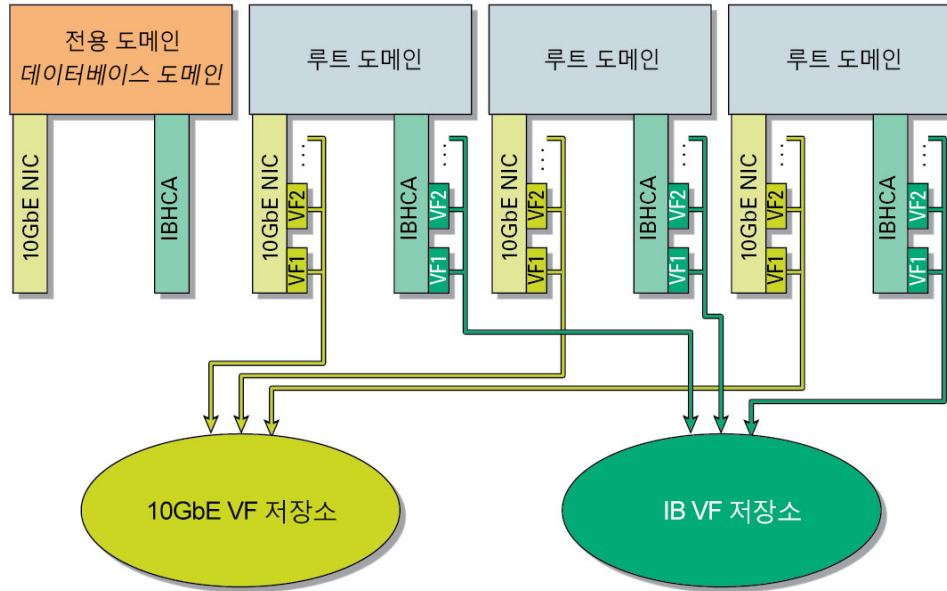 전용 도메인
데이터베이스 도메인
루트 도메인
루트 도메인
루트 도메인
10GbE NIC
IBHCA
10GbE NIC
VF2
VF1
IBHCA
VF2
VF1
10GbE NIC
VF2
VF1
IBHCA
VF2
VF1
10GbE NIC
VF2
VF1
IBHCA
VF2
VF1
10GbE VF 저장소
IB VF 저장소